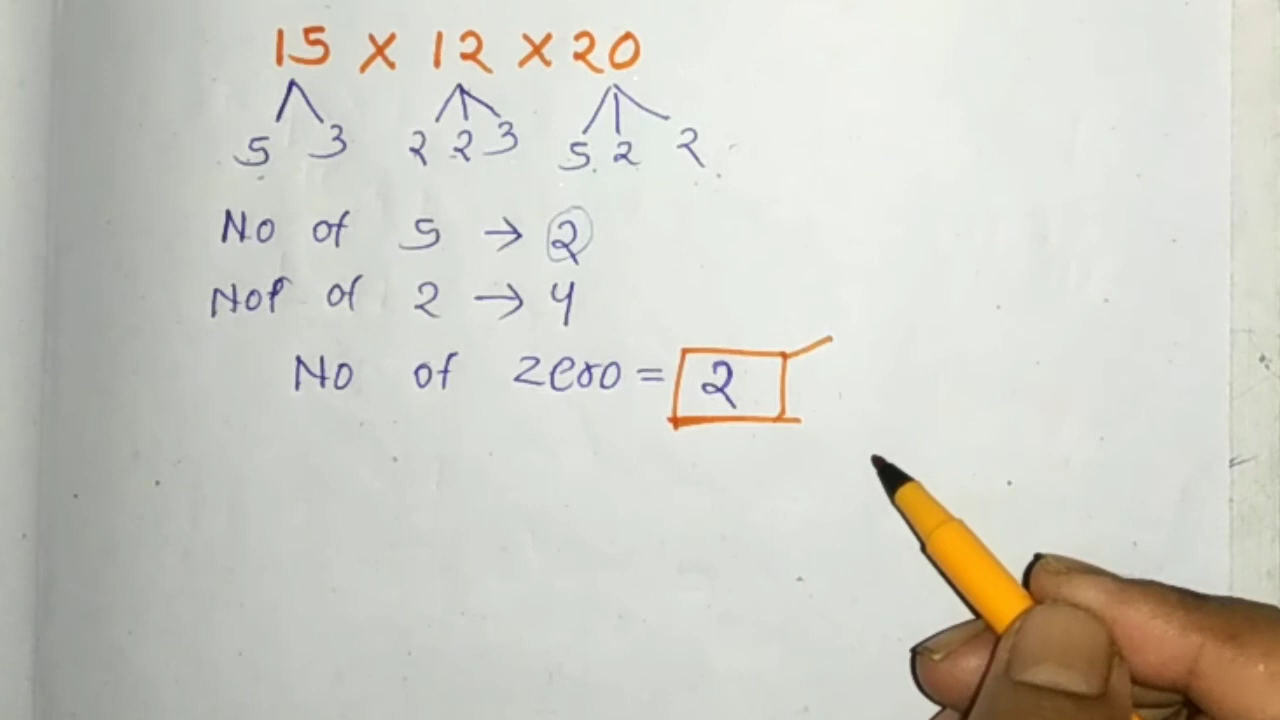 15 × 12 × 20
5 3 2 2 3 5 2 2
No of 5 → 2
Nof of 2 → 4
No of zero = 2